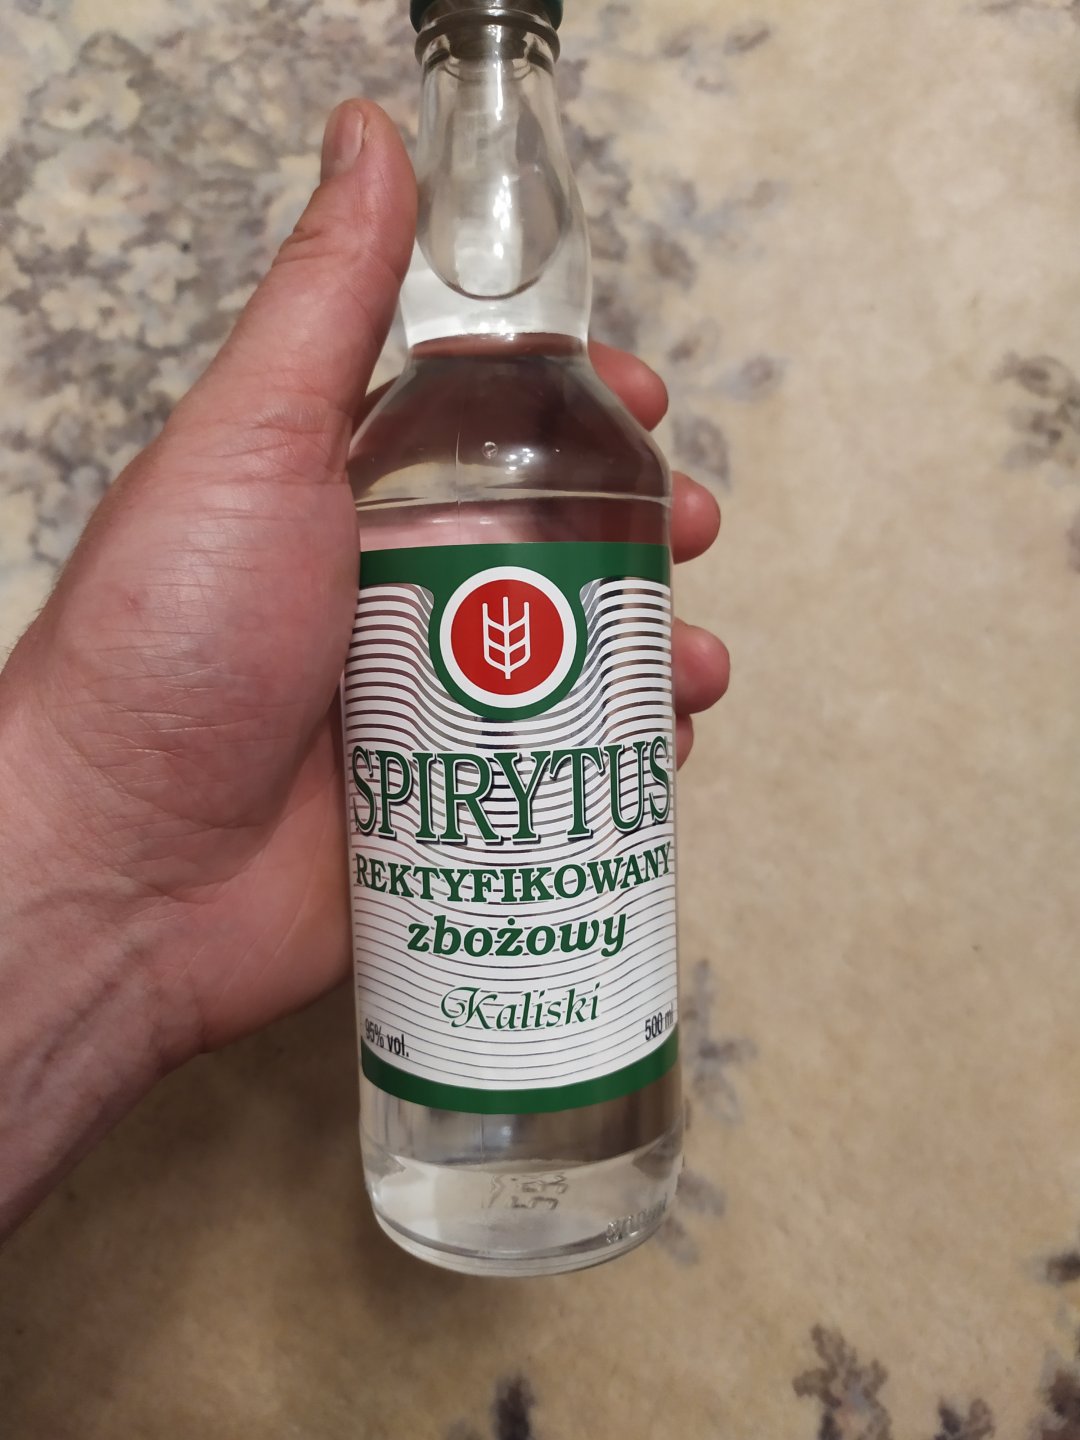 SPIRYTUS
REKTYFIKOWANY
zbożowy
Kaliski
95% vol.
500 ml